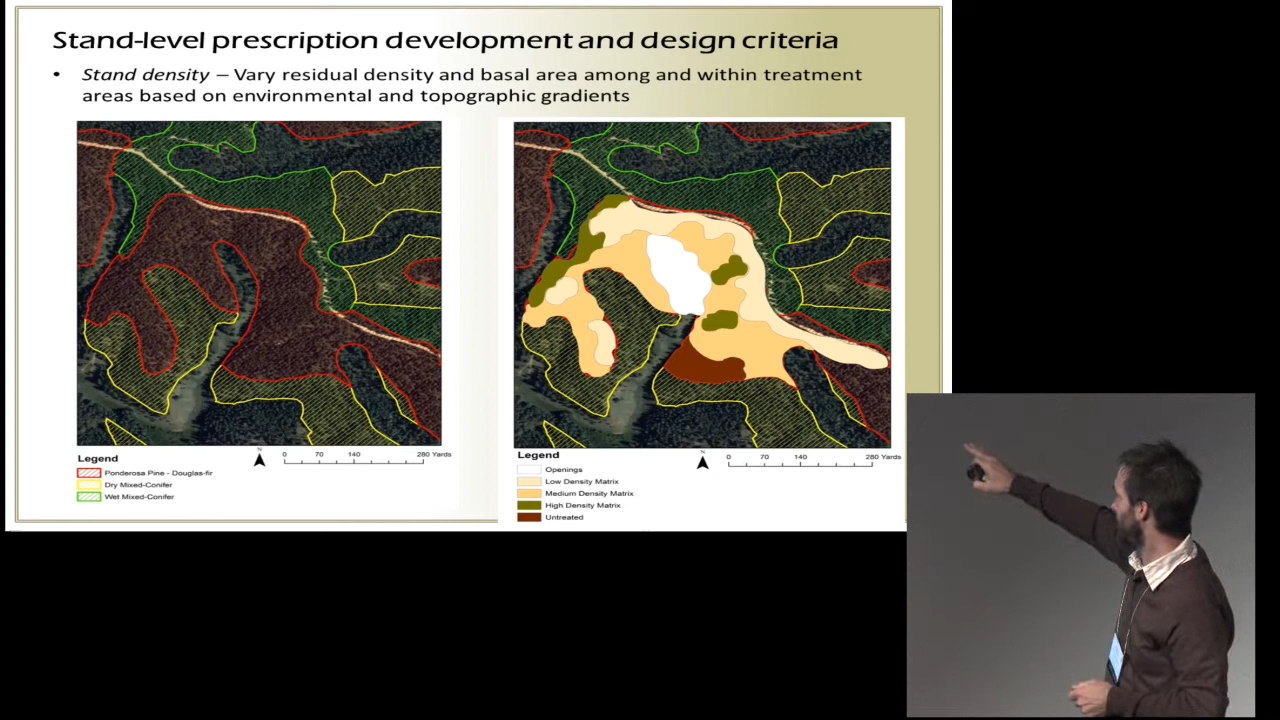 Stand-level prescription development and design criteria
• Stand density – Vary residual density and basal area among and within treatment
areas based on environmental and topographic gradients
Legend
Ponderosa Pine - Douglas-fir
Dry Mixed-Conifer
Wet Mixed-Conifer
N
0 70 140 280 Yards
Legend
Openings
Low Density Matrix
Medium Density Matrix
High Density Matrix
Untreated
N
0 70 140 280 Yards